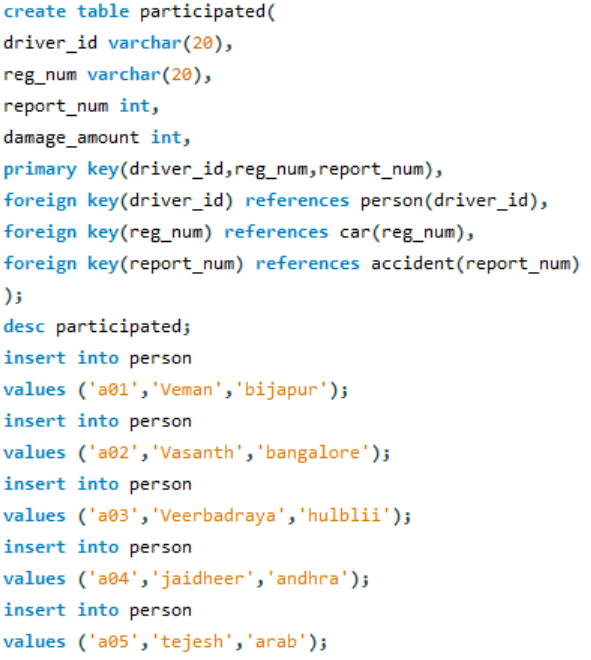 create table participated(
driver_id varchar(20),
reg_num varchar(20),
report_num int,
damage_amount int,
primary key(driver_id,reg_num,report_num),
foreign key(driver_id) references person(driver_id),
foreign key(reg_num) references car(reg_num),
foreign key(report_num) references accident(report_num)
);
desc participated;
insert into person
values ('a01','Veman','bijapur');
insert into person
values ('a02','Vasanth','bangalore');
insert into person
values ('a03','Veerbadraya','hulblii');
insert into person
values ('a04','jaidheer','andhra');
insert into person
values ('a05','tejesh','arab');